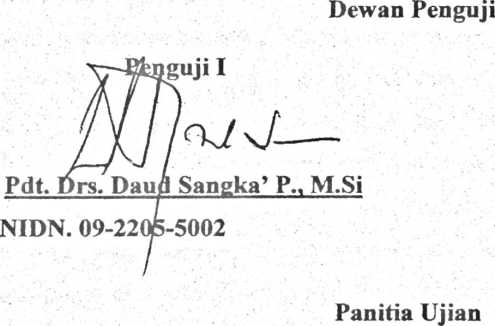 Dewan Penguji
Penguji I
Pdt. Drs. Daud Sangka' P., M.Si
NIDN. 09-2205-5002
Panitia Ujian